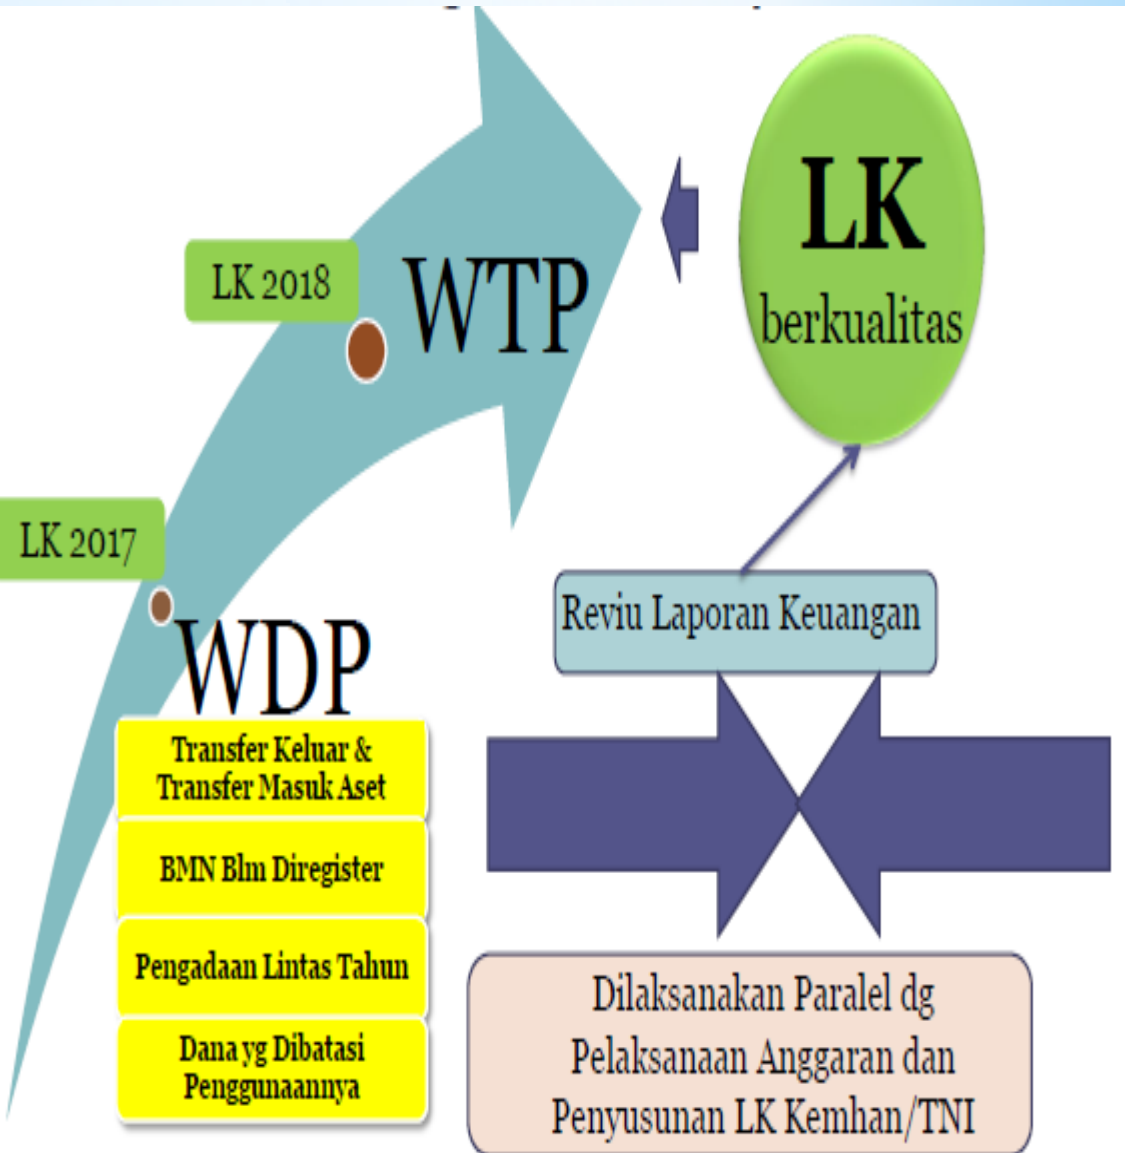 LK
berkualitas
LK 2018
WTP
LK 2017
WDP
Transfer Keluar &
Transfer Masuk Aset
BMN Blm Diregister
Pengadaan Lintas Tahun
Dana yg Dibatasi
Penggunaannya
Reviu Laporan Keuangan
Dilaksanakan Paralel dg
Pelaksanaan Anggaran dan
Penyusunan LK Kemhan/TNI